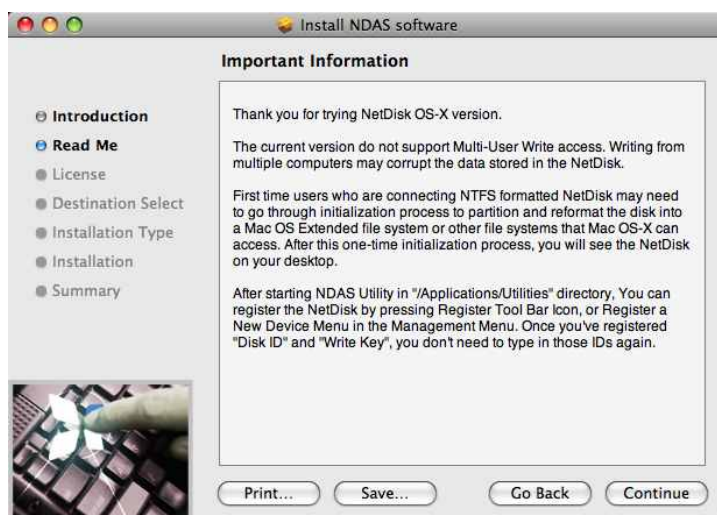 Install NDAS software
Important Information
Introduction
Read Me
License
Destination Select
Installation Type
Installation
Summary
Thank you for trying NetDisk OS-X version.
The current version do not support Multi-User Write access. Writing from
multiple computers may corrupt the data stored in the NetDisk.
First time users who are connecting NTFS formatted NetDisk may need
to go through initialization process to partition and reformat the disk into
a Mac OS Extended file system or other file systems that Mac OS-X can
access. After this one-time initialization process, you will see the NetDisk
on your desktop.
After starting NDAS Utility in "/Applications/Utilities" directory, You can
register the NetDisk by pressing Register Tool Bar Icon, or Register a
New Device Menu in the Management Menu. Once you've registered
"Disk ID" and "Write Key", you don't need to type in those IDs again.
Print...
Save...
Go Back
Continue